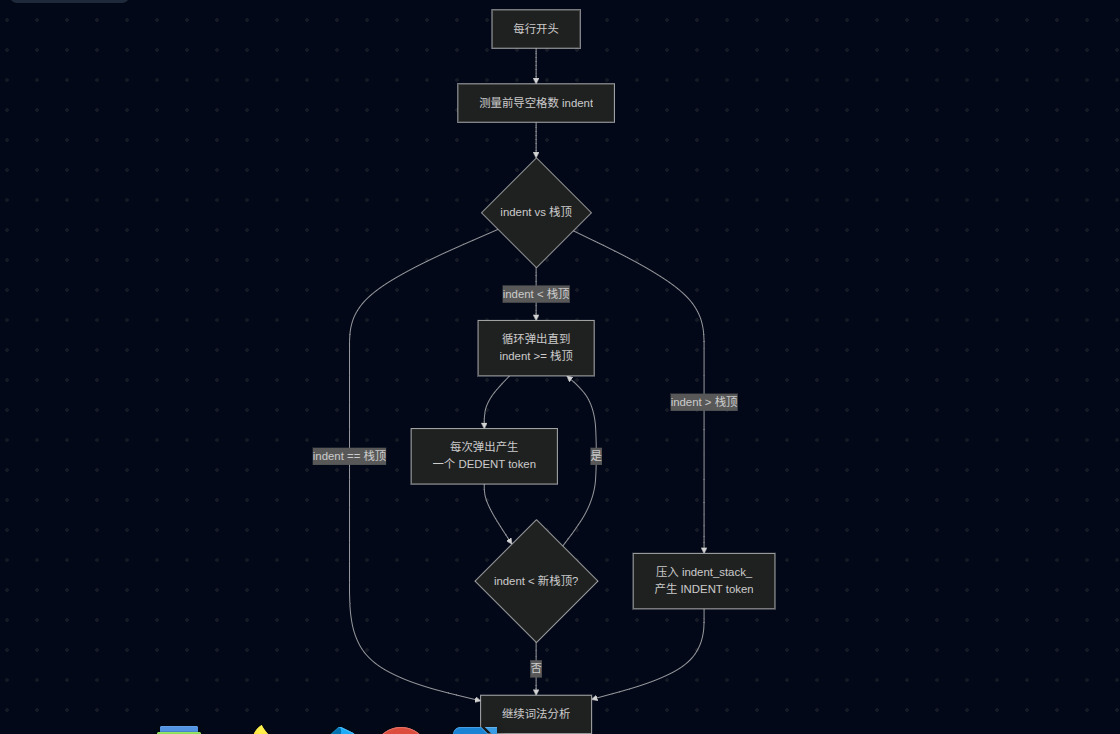 每行开头
测量前导空格数 indent
indent vs 栈顶
indent < 栈顶
循环弹出直到
indent >= 栈顶
indent > 栈顶
每次弹出产生
一个 DEDENT token
indent == 栈顶
是
indent < 新栈顶?
压入 indent_stack_
产生 INDENT token
否
继续词法分析